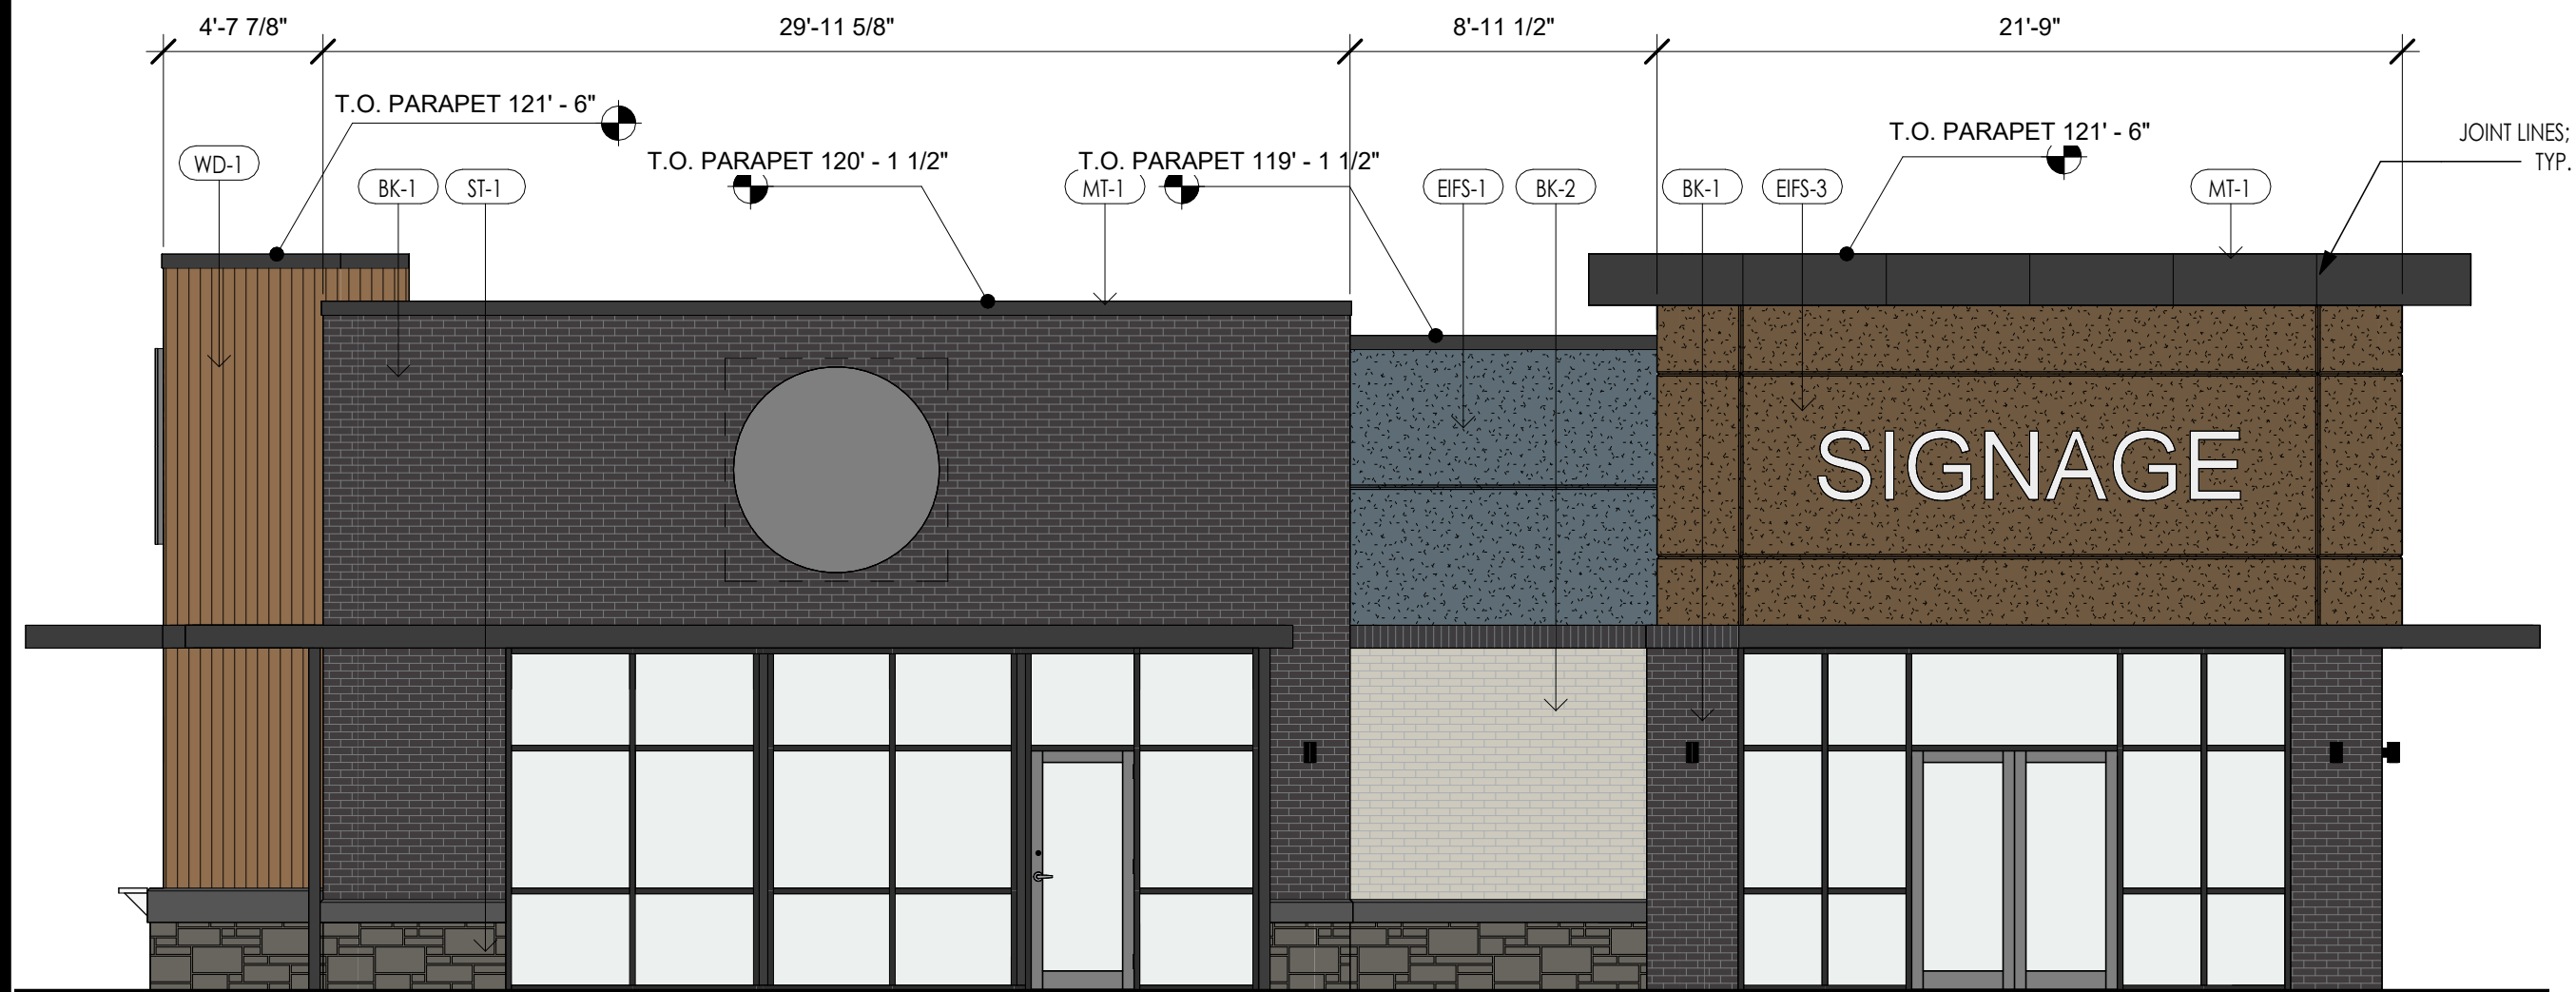 4'-7 7/8"
29'-11 5/8"
8'-11 1/2"
21'-9"
T.O. PARAPET 121' - 6"
T.O. PARAPET 120' - 1 1/2"
T.O. PARAPET 119' - 1 1/2"
T.O. PARAPET 121' - 6"
JOINT LINES;
TYP.
WD-1
BK-1
ST-1
MT-1
EIFS-1
BK-2
BK-1
EIFS-3
MT-1
SIGNAGE